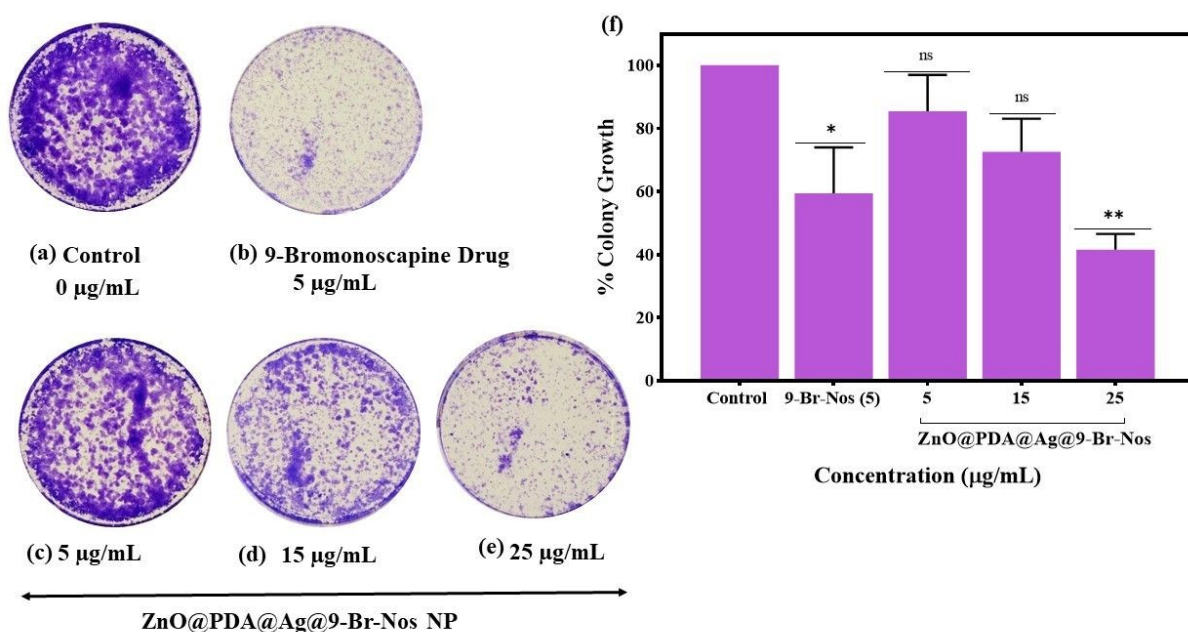 (a) Control
0 μg/mL
(b) 9-Bromonoscapine Drug
5 μg/mL
(c) 5 μg/mL
(d) 15 μg/mL
(e) 25 μg/mL
ZnO@PDA@Ag@9-Br-Nos NP
(f)
% Colony Growth
100
80
60
40
20
0
*
ns
ns
**
Control
9-Br-Nos (5)
5
15
25
ZnO@PDA@Ag@9-Br-Nos
Concentration (μg/mL)